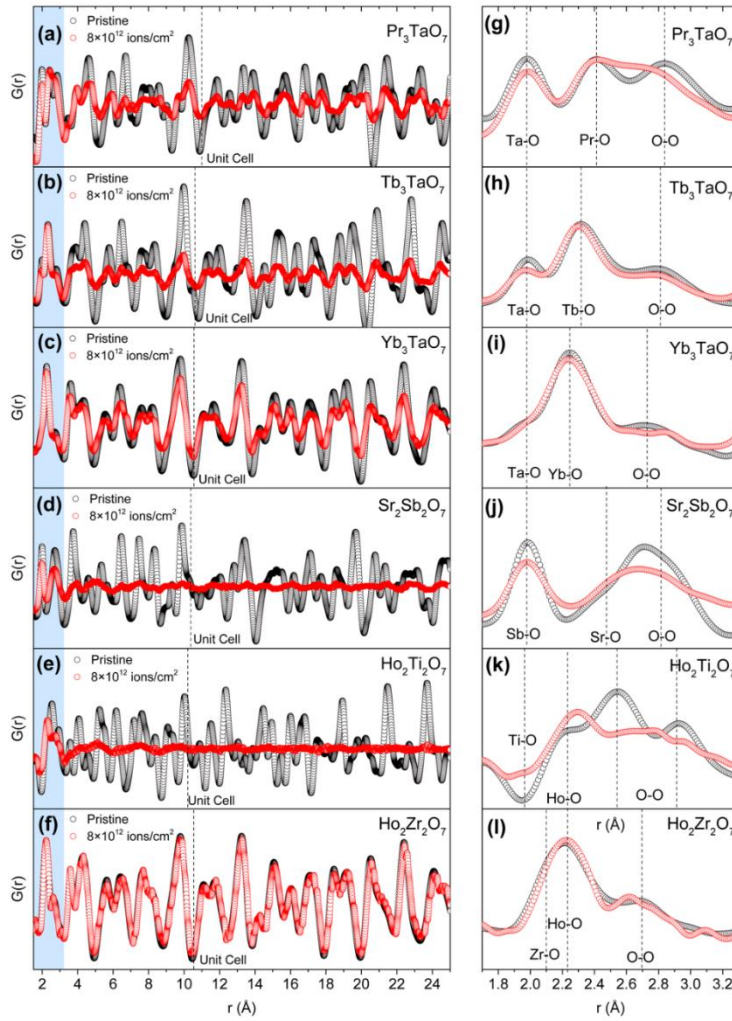 (a)
Pristine
8×10¹² ions/cm²
Pr₃TaO₇
G(r)
Unit Cell
(b)
Pristine
8×10¹² ions/cm²
Tb₃TaO₇
G(r)
Unit Cell
(c)
Pristine
8×10¹² ions/cm²
Yb₃TaO₇
G(r)
Unit Cell
(d)
Pristine
8×10¹² ions/cm²
Sr₂Sb₂O₇
G(r)
Unit Cell
(e)
Pristine
8×10¹² ions/cm²
Ho₂Ti₂O₇
G(r)
Unit Cell
(f)
Pristine
8×10¹² ions/cm²
Ho₂Zr₂O₇
G(r)
Unit Cell
2 4 6 8 10 12 14 16 18 20 22 24
r (Å)
(g)
Pr₃TaO₇
Ta-O Pr-O O-O
(h)
Tb₃TaO₇
Ta-O Tb-O O-O
(i)
Yb₃TaO₇
Ta-O Yb-O O-O
(j)
Sr₂Sb₂O₇
Sb-O Sr-O O-O
(k)
Ho₂Ti₂O₇
Ti-O
Ho-O O-O
r (Å)
(l)
Ho₂Zr₂O₇
Ho-O
Zr-O O-O
1.8 2.0 2.2 2.4 2.6 2.8 3.0 3.2
r (Å)